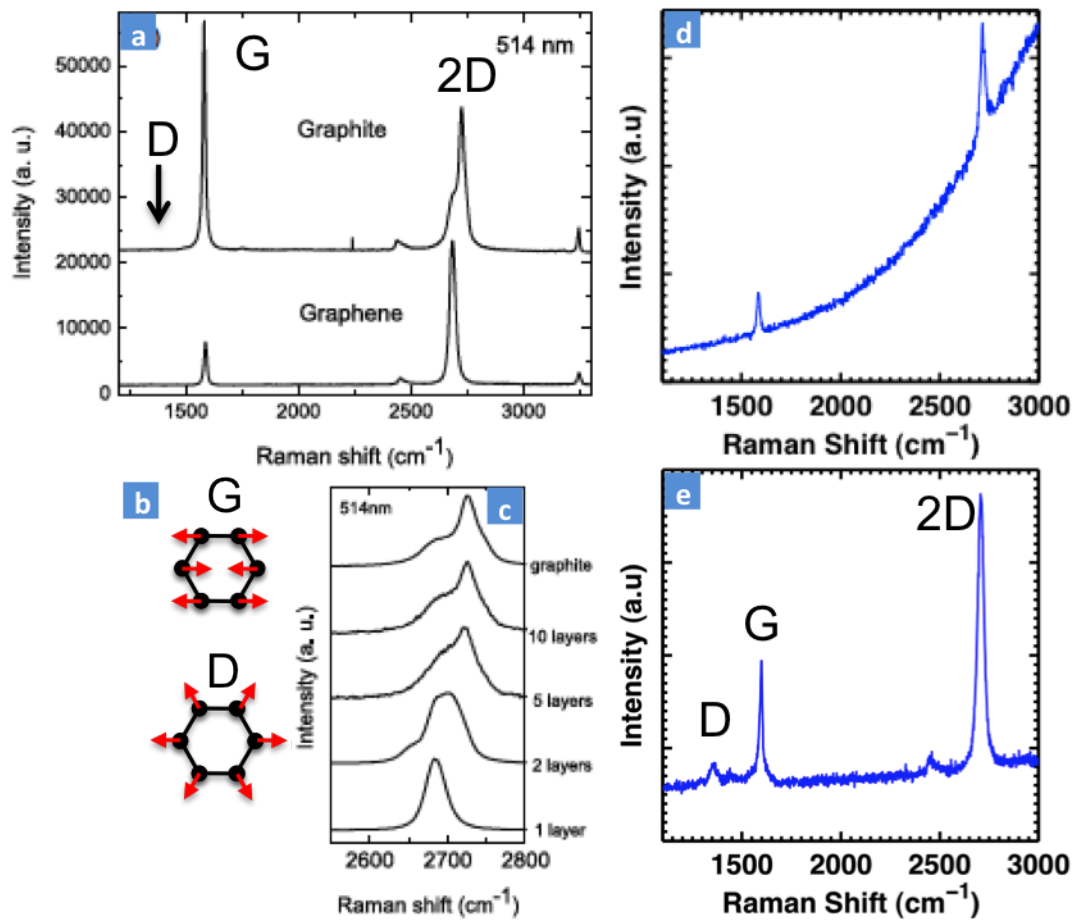 a
G
514 nm
2D
D
Graphite
Graphene
50000
40000
30000
20000
10000
0
Intensity (a. u.)
1500 2000 2500 3000
Raman shift (cm⁻¹)
b
G
D
514nm
c
graphite
10 layers
5 layers
2 layers
1 layer
Intensity (a. u.)
2600 2700 2800
Raman shift (cm⁻¹)
d
Intensity (a.u)
1500 2000 2500 3000
Raman Shift (cm⁻¹)
e
2D
G
D
Intensity (a.u)
1500 2000 2500 3000
Raman Shift (cm⁻¹)